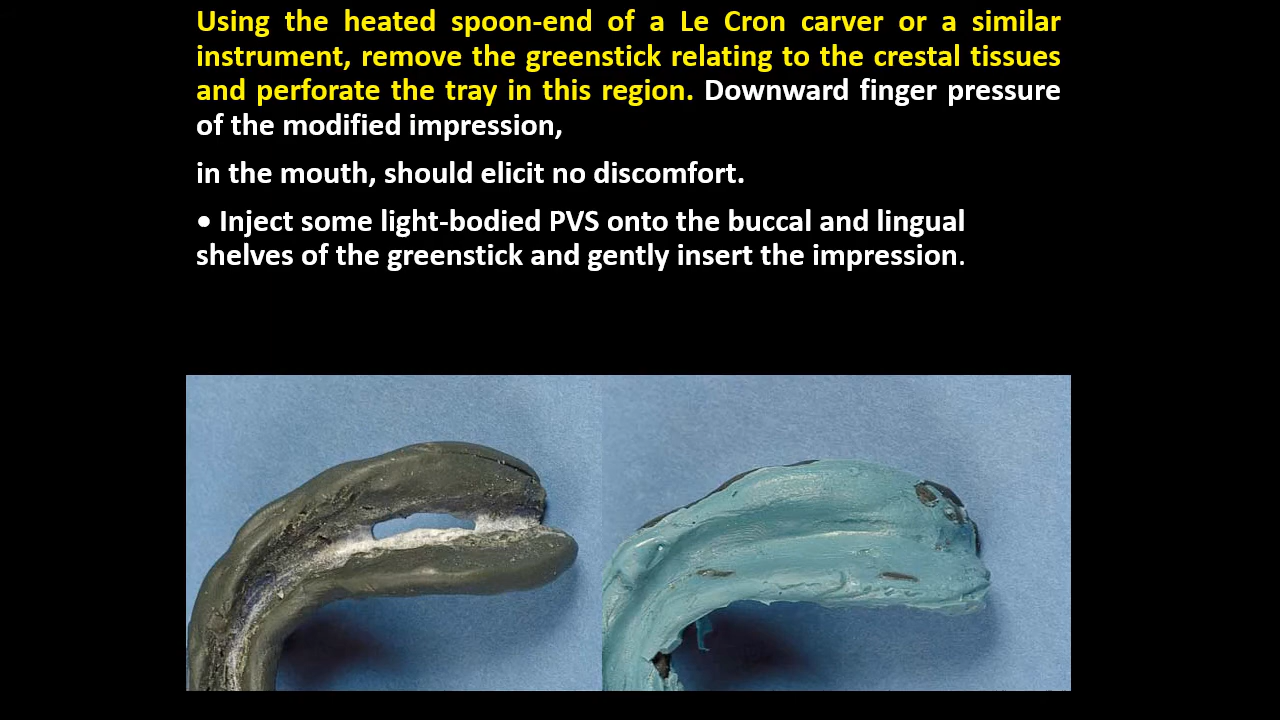 Using the heated spoon-end of a Le Cron carver or a similar
instrument, remove the greenstick relating to the crestal tissues
and perforate the tray in this region. Downward finger pressure
of the modified impression,
in the mouth, should elicit no discomfort.
• Inject some light-bodied PVS onto the buccal and lingual
shelves of the greenstick and gently insert the impression.